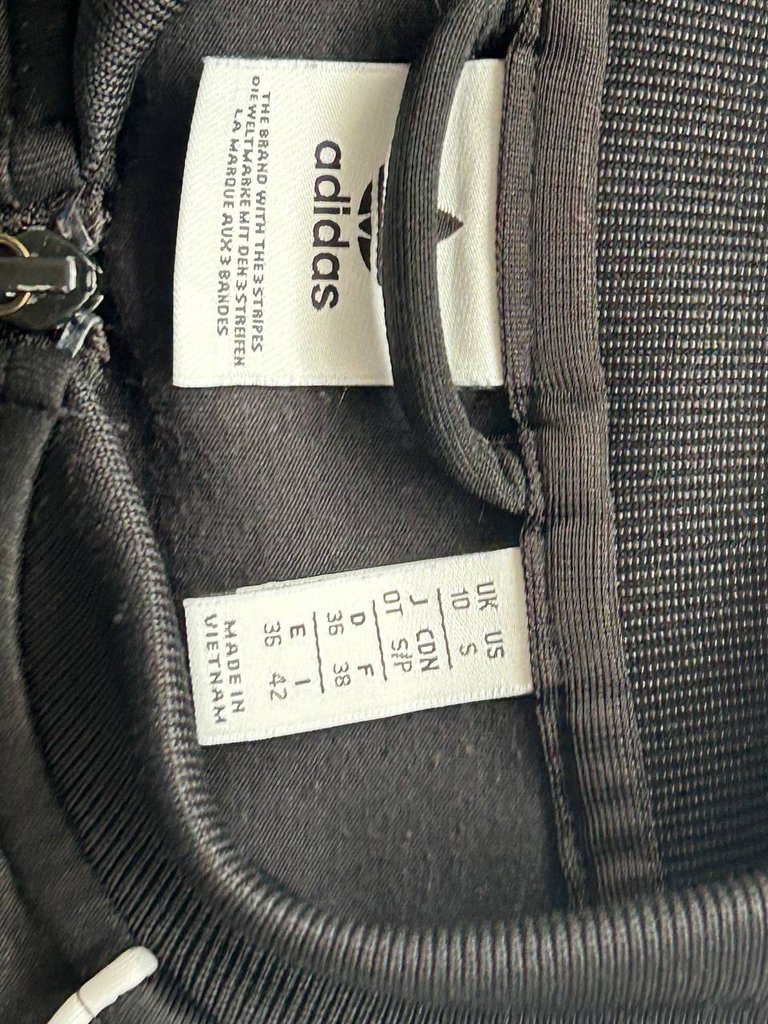 adidas
THE BRAND WITH THE 3 STRIPES
DIE WELTMARKE MIT DEN 3 STREIFEN
LA MARQUE AUX 3 BANDES
UK US
10 S
J CDN
OT S/P
D F
36 38
E I
36 42
MADE IN
VIETNAM